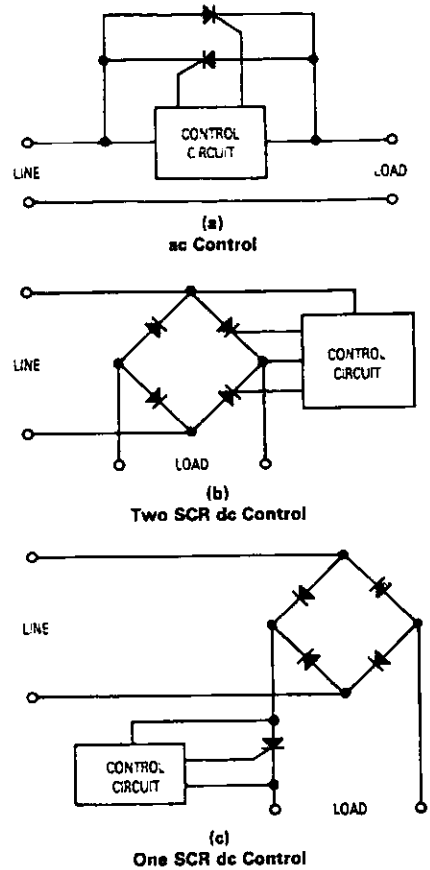 CONTROL
CIRCUIT
LINE
LOAD
(a)
ac Control
LINE
CONTROL
CIRCUIT
LOAD
(b)
Two SCR dc Control
LINE
CONTROL
CIRCUIT
LOAD
(c)
One SCR dc Control